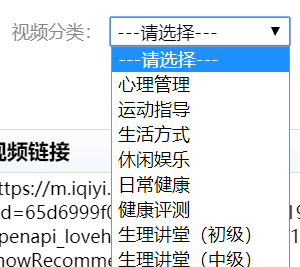 视频分类：
---请选择---
---请选择---
心理管理
运动指导
生活方式
休闲娱乐
日常健康
健康评测
生理讲堂（初级）
生理讲堂（中级）
视频链接
ttps://m.iqiyi.
d=65d6999f
penapi_loveh
howRecomme